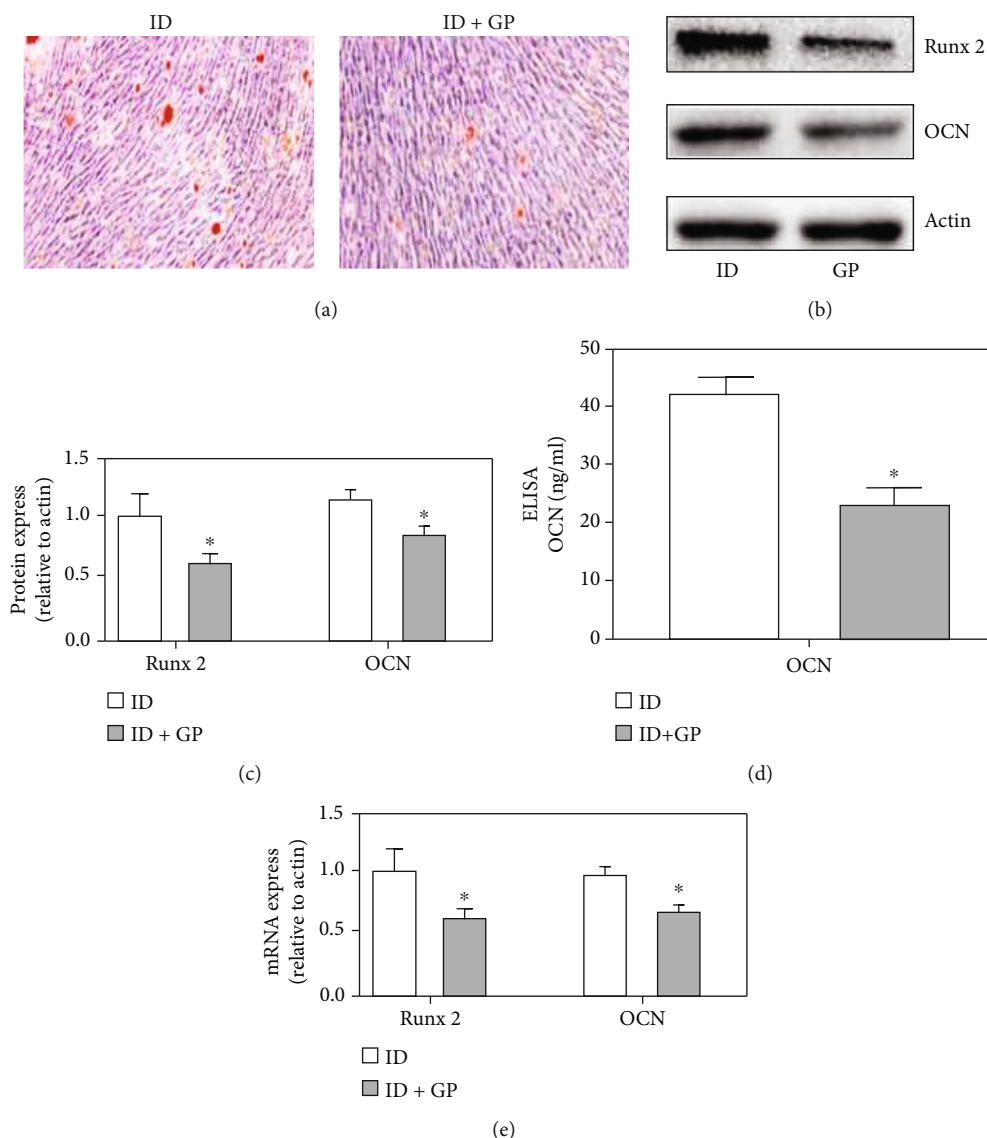 ID
ID + GP
(a)
Runx 2
OCN
Actin
ID GP
(b)
Protein express
(relative to actin)
1.5
1.0
0.5
0.0
*
*
Runx 2 OCN
ID
ID + GP
(c)
ELISA
OCN (ng/ml)
50
40
30
20
10
0
*
OCN
ID
ID+GP
(d)
mRNA express
(relative to actin)
1.5
1.0
0.5
0.0
*
*
Runx 2 OCN
ID
ID + GP
(e)